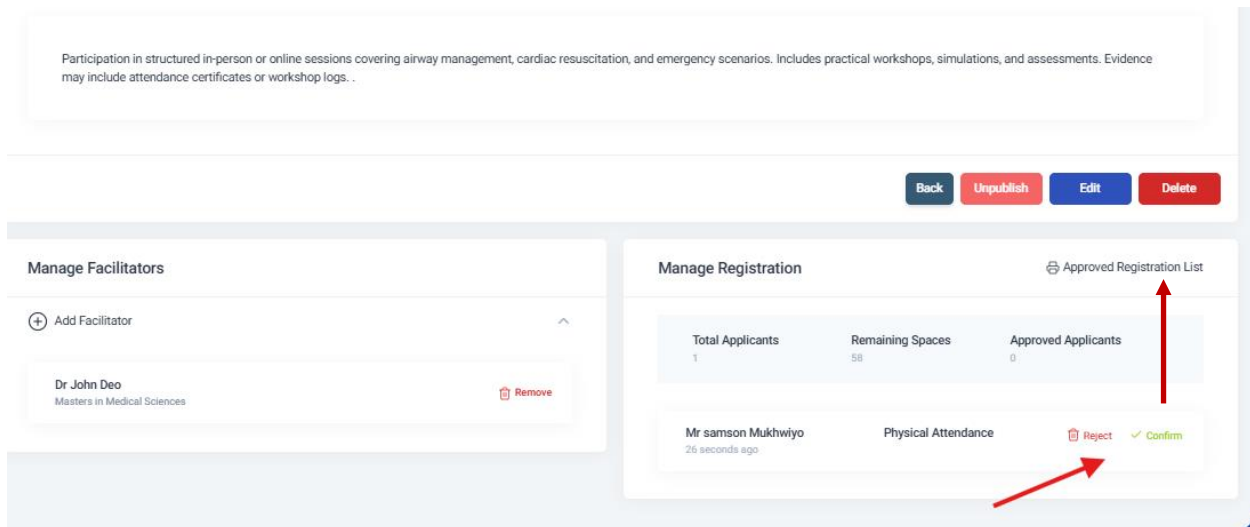 Participation in structured in-person or online sessions covering airway management, cardiac resuscitation, and emergency scenarios. Includes practical workshops, simulations, and assessments. Evidence
may include attendance certificates or workshop logs. .
Back Unpublish Edit Delete
Manage Facilitators
Add Facilitator
Dr John Deo
Masters in Medical Sciences
Remove
Manage Registration
Approved Registration List
Total Applicants Remaining Spaces Approved Applicants
1 58 0
Mr samson Mukhwiyo Physical Attendance Reject Confirm
26 seconds ago